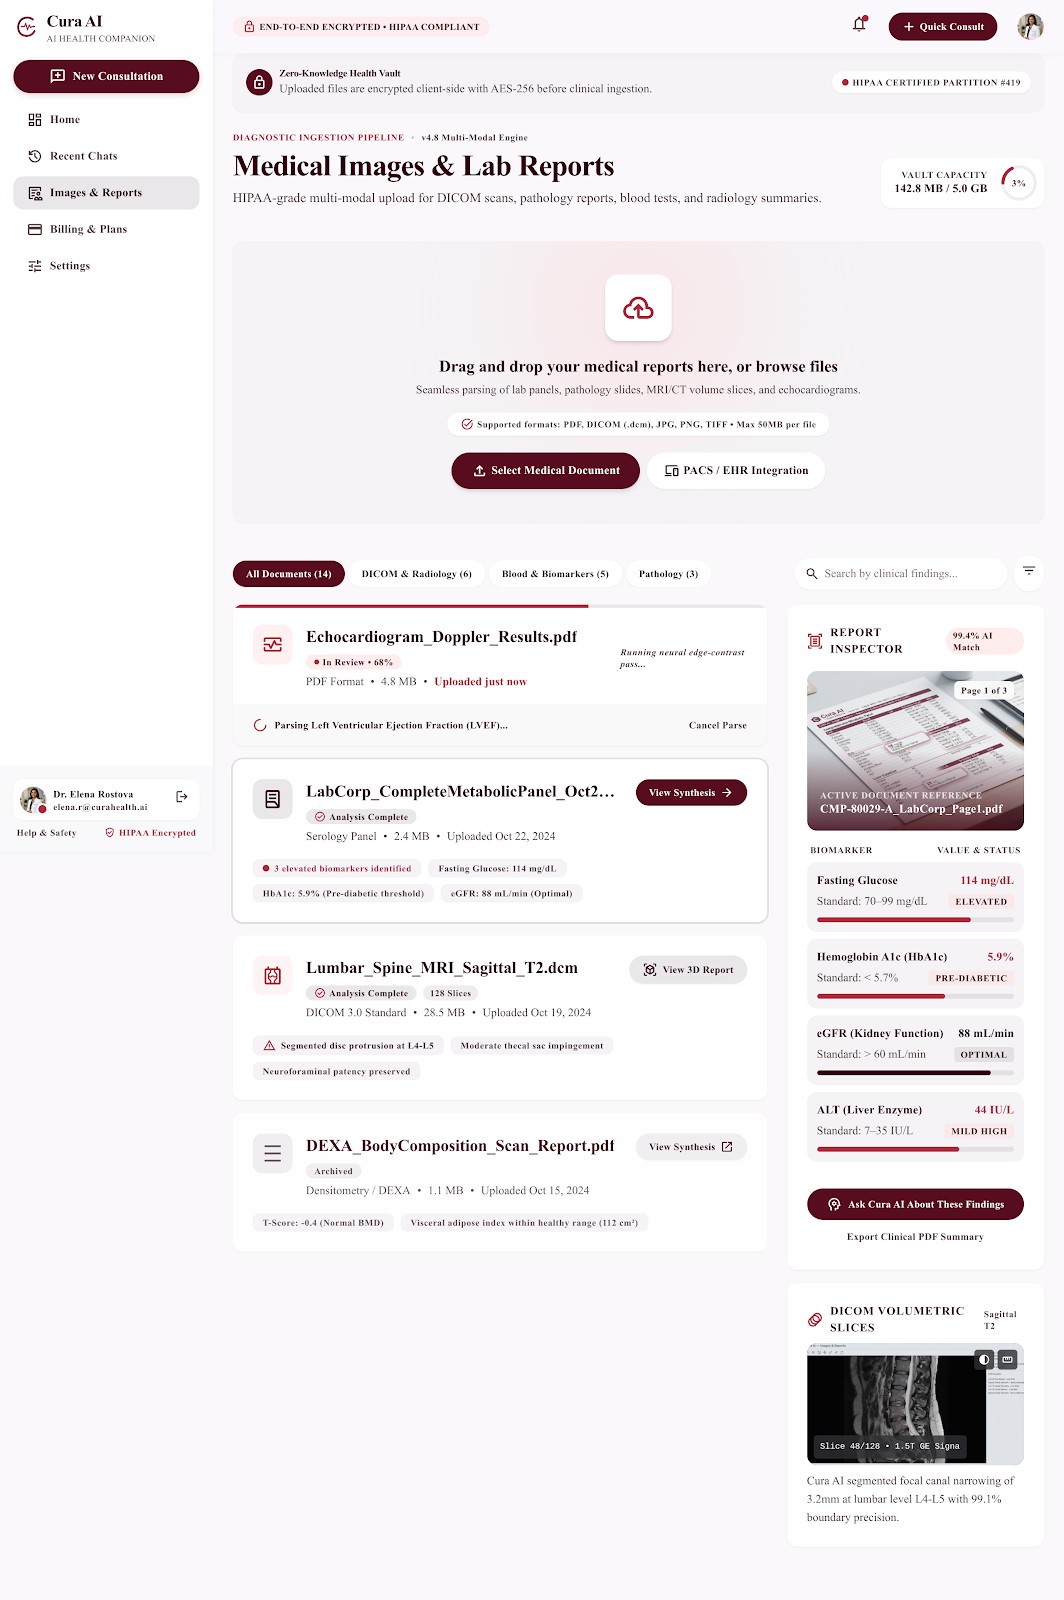 Cura AI
AI HEALTH COMPANION
New Consultation
Home
Recent Chats
Images & Reports
Billing & Plans
Settings
Dr. Elena Rostova
elena.r@curahealth.ai
Help & Safety
HIPAA Encrypted
END-TO-END ENCRYPTED • HIPAA COMPLIANT
Quick Consult
Zero-Knowledge Health Vault
Uploaded files are encrypted client-side with AES-256 before clinical ingestion.
HIPAA CERTIFIED PARTITION #419
DIAGNOSTIC INGESTION PIPELINE • v4.8 Multi-Modal Engine
Medical Images & Lab Reports
HIPAA-grade multi-modal upload for DICOM scans, pathology reports, blood tests, and radiology summaries.
VAULT CAPACITY
142.8 MB / 5.0 GB
3%
Drag and drop your medical reports here, or browse files
Seamless parsing of lab panels, pathology slides, MRI/CT volume slices, and echocardiograms.
Supported formats: PDF, DICOM (.dcm), JPG, PNG, TIFF • Max 50MB per file
Select Medical Document
PACS / EHR Integration
All Documents (14)
DICOM & Radiology (6)
Blood & Biomarkers (5)
Pathology (3)
Search by clinical findings...
Echocardiogram_Doppler_Results.pdf
In Review • 68%
PDF Format • 4.8 MB • Uploaded just now
Running neural edge-contrast
pass...
Parsing Left Ventricular Ejection Fraction (LVEF)...
Cancel Parse
LabCorp_CompleteMetabolicPanel_Oct2...
Analysis Complete
Serology Panel • 2.4 MB • Uploaded Oct 22, 2024
View Synthesis
3 elevated biomarkers identified
Fasting Glucose: 114 mg/dL
HbA1c: 5.9% (Pre-diabetic threshold)
eGFR: 88 mL/min (Optimal)
Lumbar_Spine_MRI_Sagittal_T2.dcm
Analysis Complete
128 Slices
DICOM 3.0 Standard • 28.5 MB • Uploaded Oct 19, 2024
View 3D Report
Segmented disc protrusion at L4-L5
Moderate thecal sac impingement
Neuroforaminal patency preserved
DEXA_BodyComposition_Scan_Report.pdf
Archived
Densitometry / DEXA • 1.1 MB • Uploaded Oct 15, 2024
View Synthesis
T-Score: -0.4 (Normal BMD)
Visceral adipose index within healthy range (112 cm²)
REPORT
INSPECTOR
99.4% AI
Match
Page 1 of 3
Cura AI
ACTIVE DOCUMENT REFERENCE
CMP-80029-A_LabCorp_Page1.pdf
BIOMARKER
VALUE & STATUS
Fasting Glucose
114 mg/dL
Standard: 70–99 mg/dL
ELEVATED
Hemoglobin A1c (HbA1c)
5.9%
Standard: < 5.7%
PRE-DIABETIC
eGFR (Kidney Function)
88 mL/min
Standard: > 60 mL/min
OPTIMAL
ALT (Liver Enzyme)
44 IU/L
Standard: 7–35 IU/L
MILD HIGH
Ask Cura AI About These Findings
Export Clinical PDF Summary
DICOM VOLUMETRIC
SLICES
Sagittal
T2
Slice 48/128 • 1.5T GE Signa
Cura AI segmented focal canal narrowing of
3.2mm at lumbar level L4-L5 with 99.1%
boundary precision.